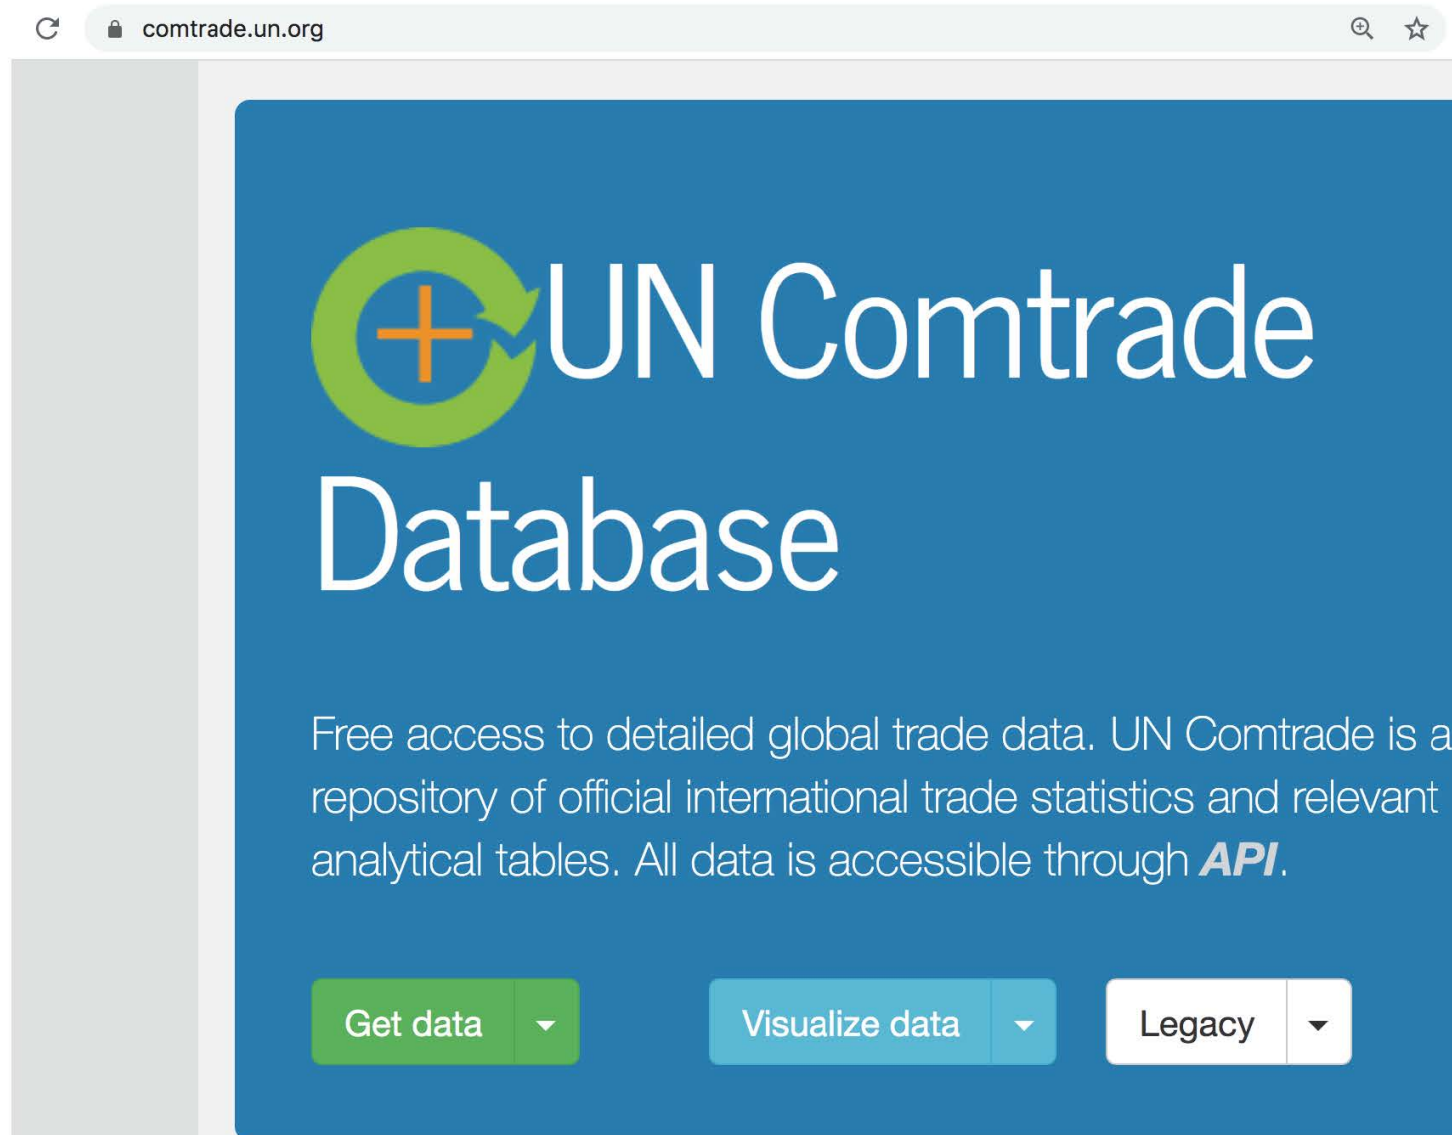 comtrade.un.org
UN Comtrade
Database
Free access to detailed global trade data. UN Comtrade is a
repository of official international trade statistics and relevant
analytical tables. All data is accessible through API.
Get data
Visualize data
Legacy